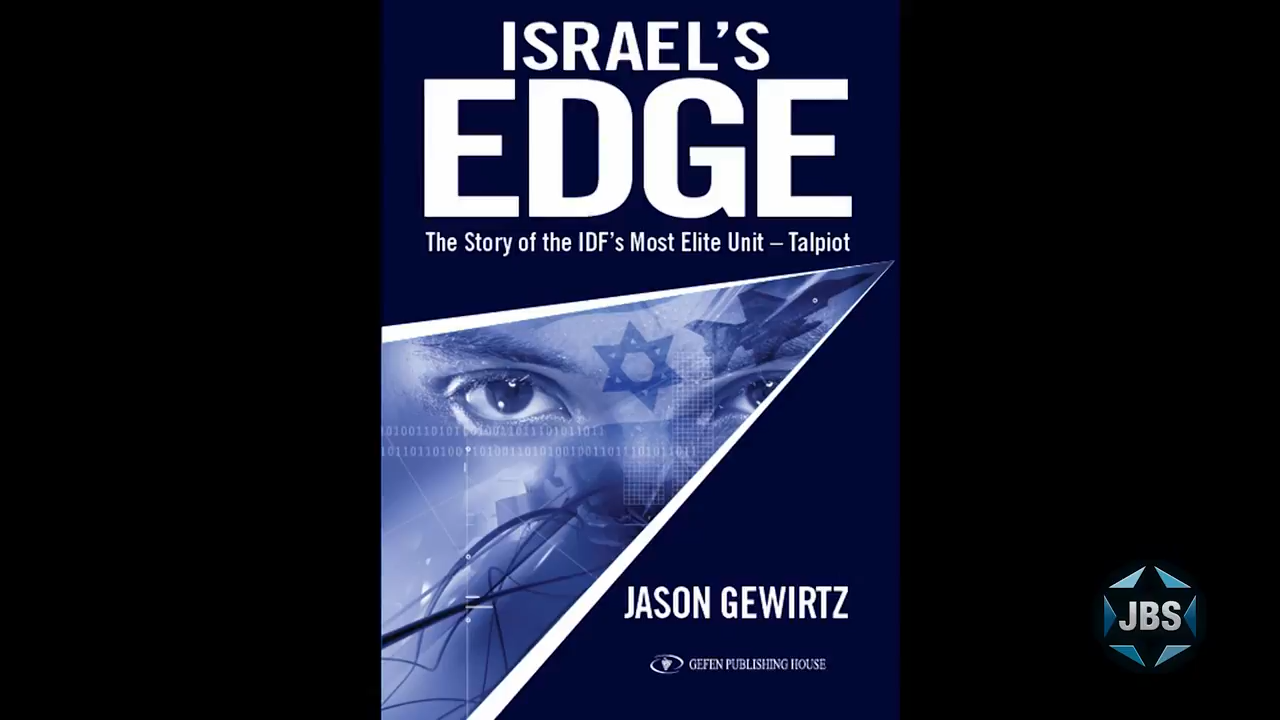 ISRAEL'S
EDGE
The Story of the IDF's Most Elite Unit – Talpiot
JASON GEWIRTZ
GEFEN PUBLISHING HOUSE
JBS